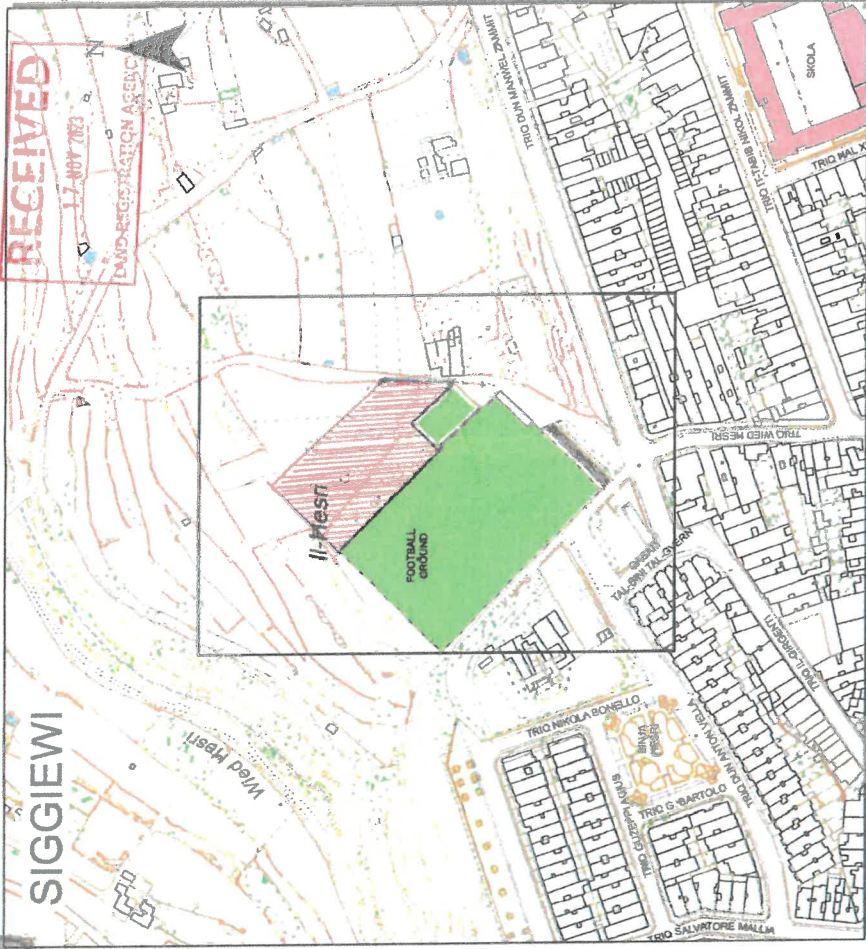 SIGGIEWI
RECEIVED
17 NOV 2023
LAND REGISTRATION AGENCY
N
Wied Hesri
Il-Hesri
FOOTBALL
GROUND
TRIQ DUN MANWEL ZAMMIT
TRIQ IT-TABIB NIKOL ZAMMIT
SKOLA
TRIQ HAL X
TRIQ WIED HESRI
TRIQ NIKOLA BONELLO
TRIQ G. BARTOLO
TRIQ DUN ANTON VELLA
TRIQ IL-GIRGENTI
TRIQ SALVATORE MALLIA